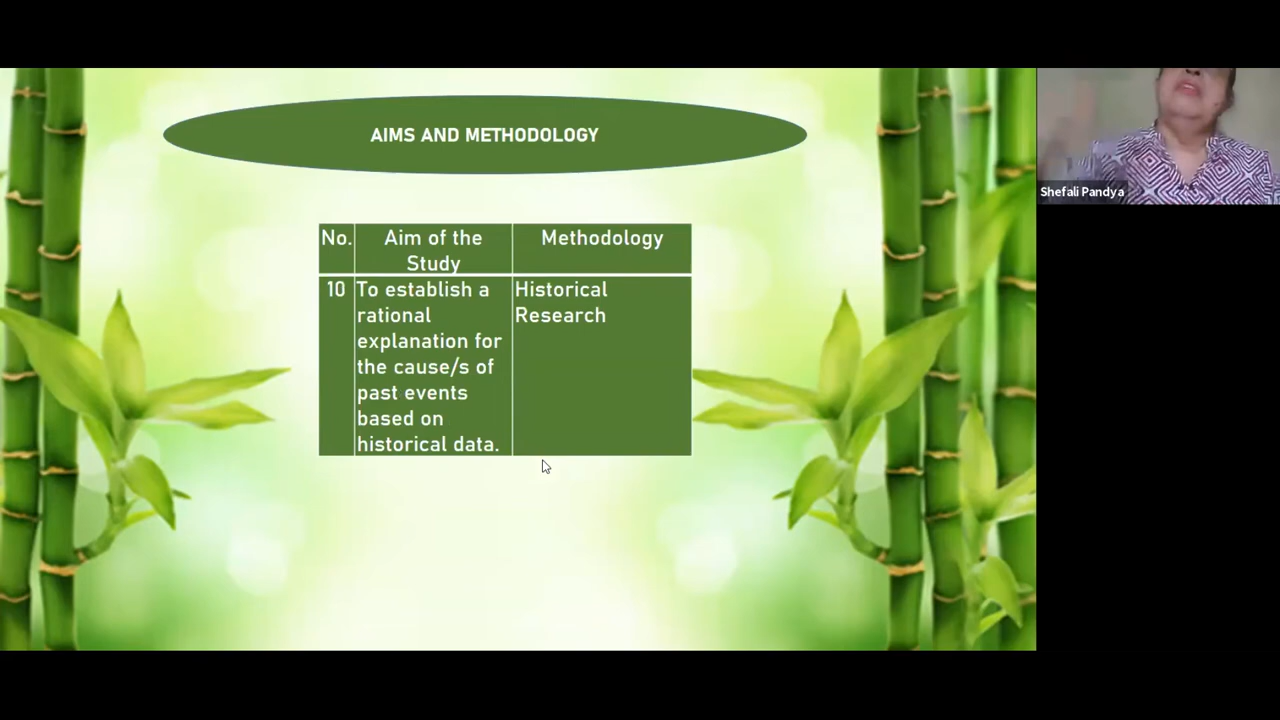 AIMS AND METHODOLOGY
No.
Aim of the
Study
Methodology
10
To establish a
rational
explanation for
the cause/s of
past events
based on
historical data.
Historical
Research
Shefali Pandya